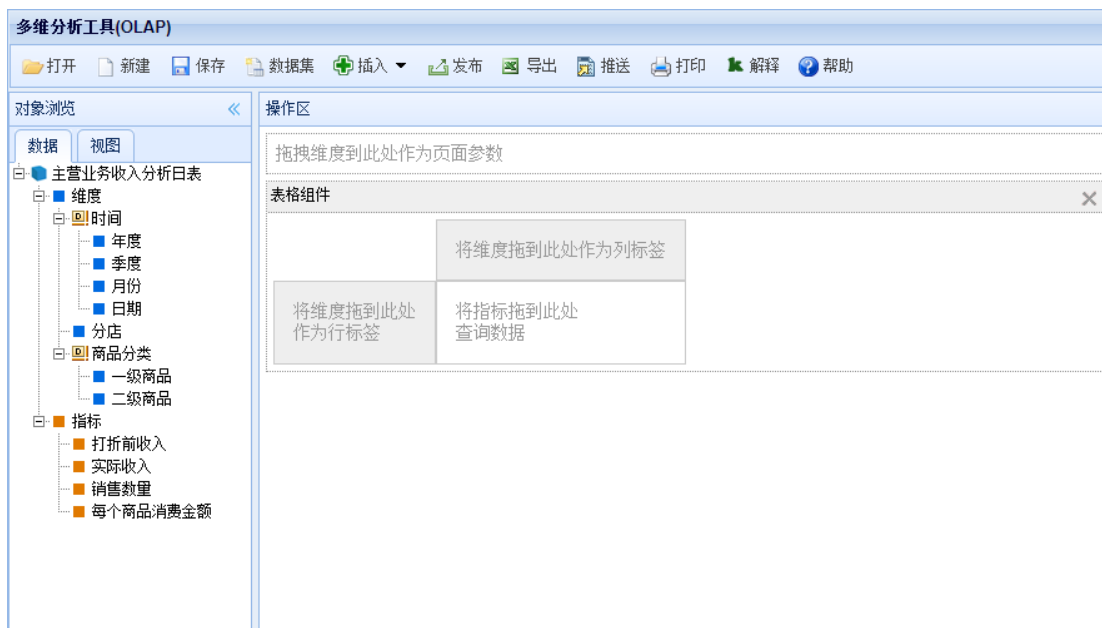 多维分析工具(OLAP)
打开 新建 保存 数据集 插入 发布 导出 推送 打印 解释 帮助
对象浏览
操作区
数据 视图
拖拽维度到此处作为页面参数
主营业务收入分析日表
维度
时间
年度
季度
月份
日期
分店
商品分类
一级商品
二级商品
指标
打折前收入
实际收入
销售数量
每个商品消费金额
表格组件
将维度拖到此处作为列标签
将维度拖到此处
作为行标签
将指标拖到此处
查询数据